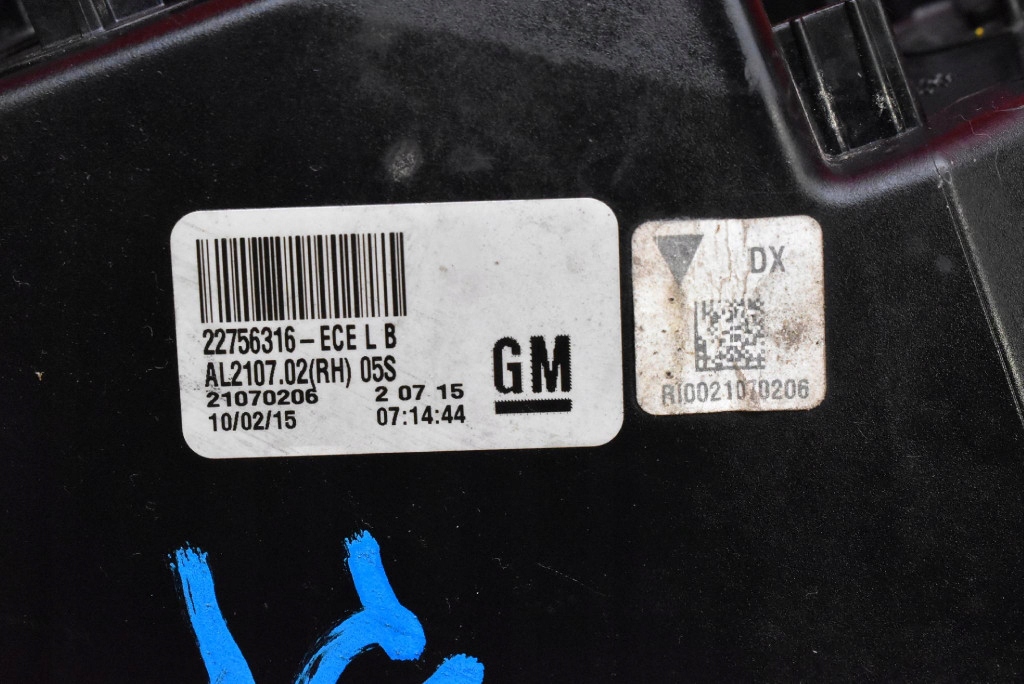 22756316-ECE L B
AL2107.02(RH) 05S
21070206 2 07 15
10/02/15 07:14:44
GM
DX
RI0021070206